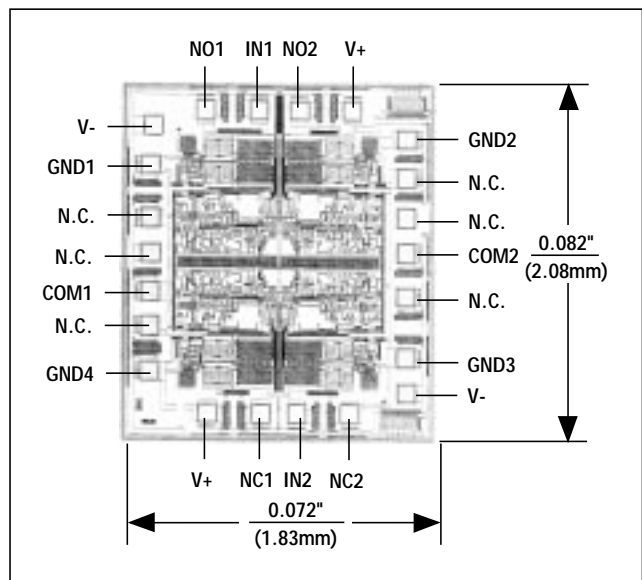 NO1 IN1 NO2 V+
V-
GND1
N.C.
N.C.
COM1
N.C.
GND4
GND2
N.C.
N.C.
COM2
N.C.
GND3
V-
0.082"
(2.08mm)
V+ NC1 IN2 NC2
0.072"
(1.83mm)